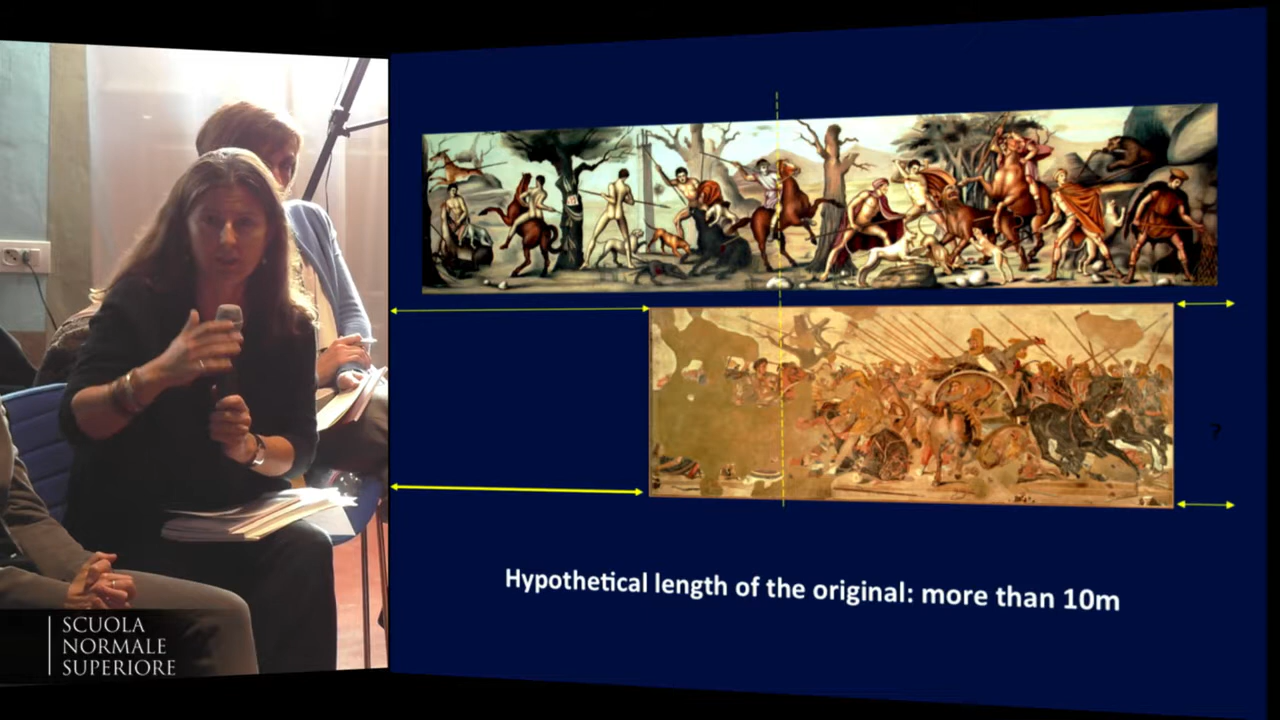 ?
Hypothetical length of the original: more than 10m
SCUOLA
NORMALE
SUPERIORE